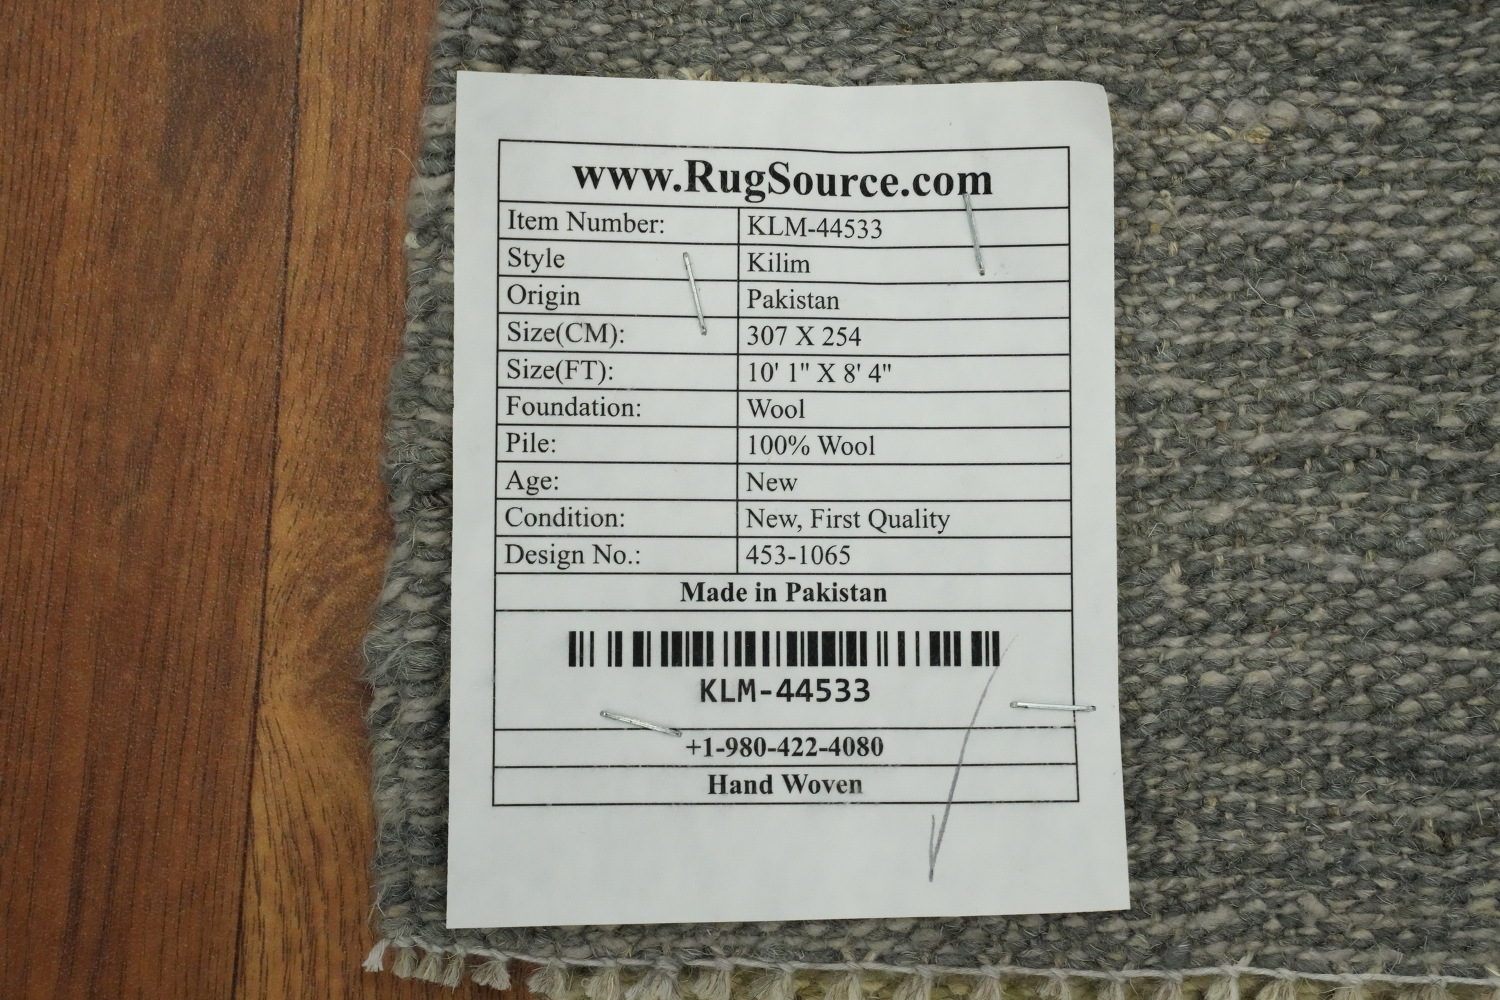 www.RugSource.com
Item Number: KLM-44533
Style Kilim
Origin Pakistan
Size(CM): 307 X 254
Size(FT): 10' 1" X 8' 4"
Foundation: Wool
Pile: 100% Wool
Age: New
Condition: New, First Quality
Design No.: 453-1065
Made in Pakistan
KLM-44533
+1-980-422-4080
Hand Woven